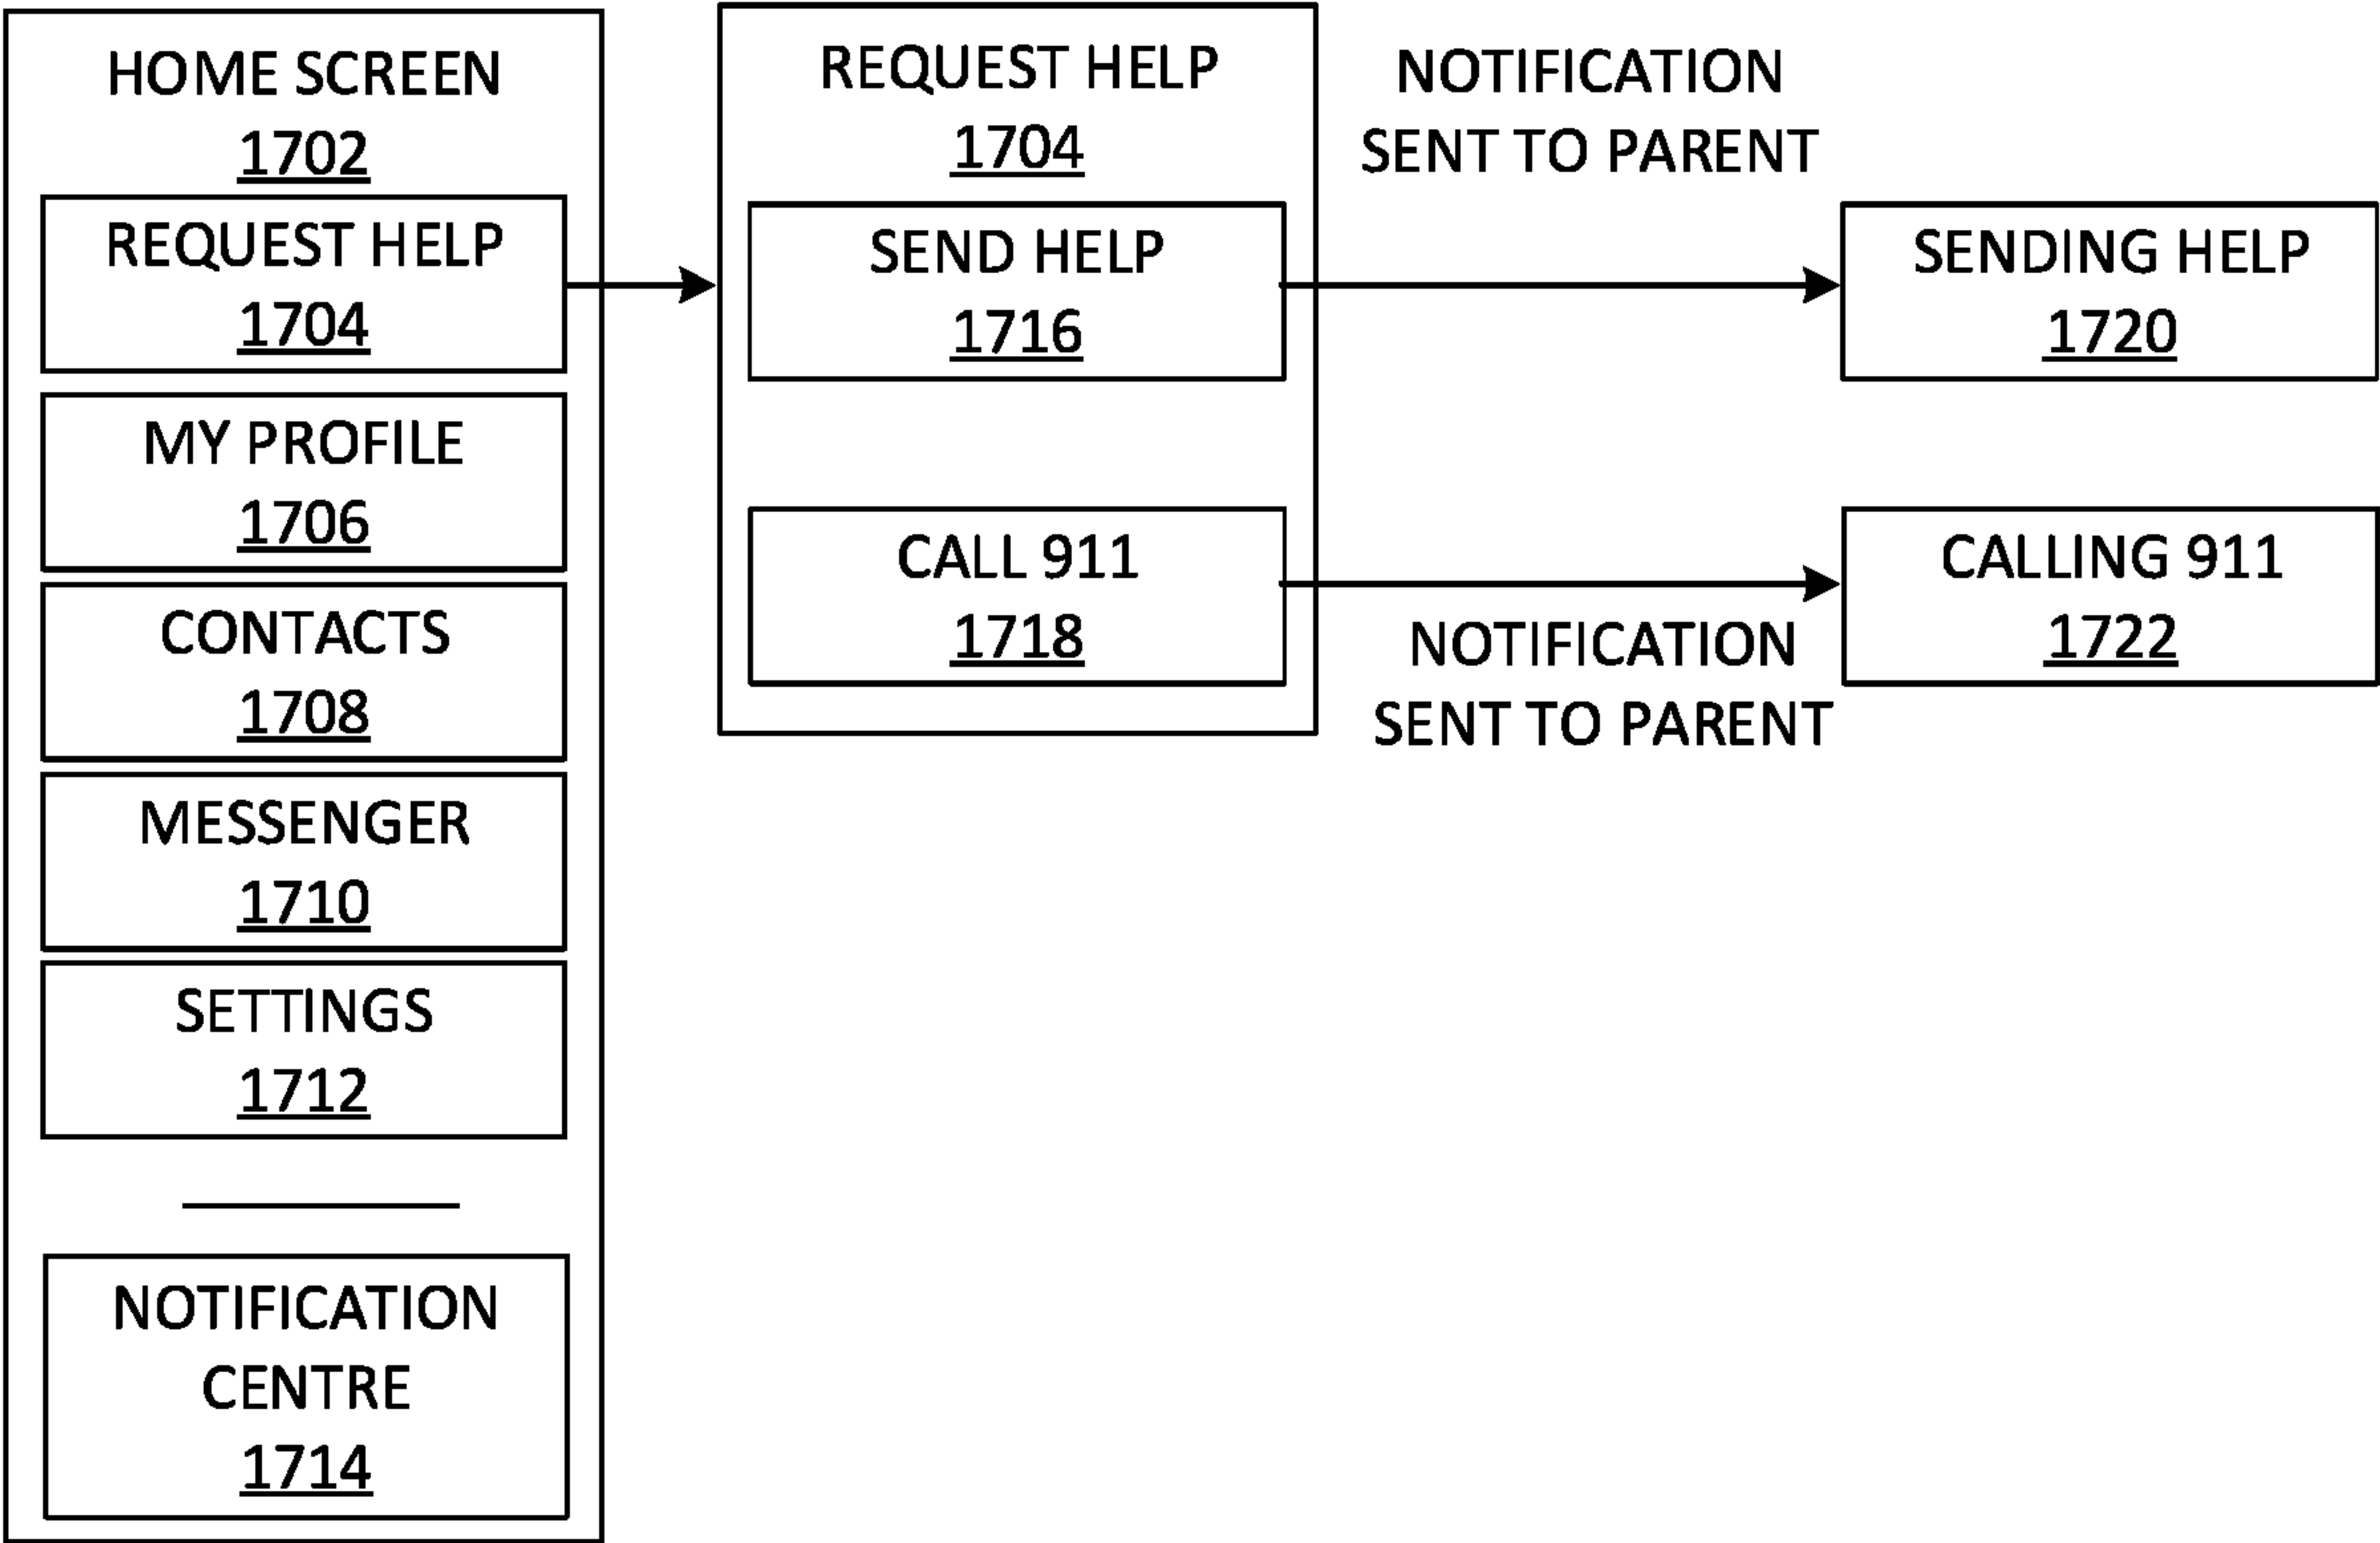 HOME SCREEN
1702
REQUEST HELP
1704
MY PROFILE
1706
CONTACTS
1708
MESSENGER
1710
SETTINGS
1712
NOTIFICATION
CENTRE
1714
REQUEST HELP
1704
SEND HELP
1716
CALL 911
1718
NOTIFICATION
SENT TO PARENT
SENDING HELP
1720
CALLING 911
1722
NOTIFICATION
SENT TO PARENT